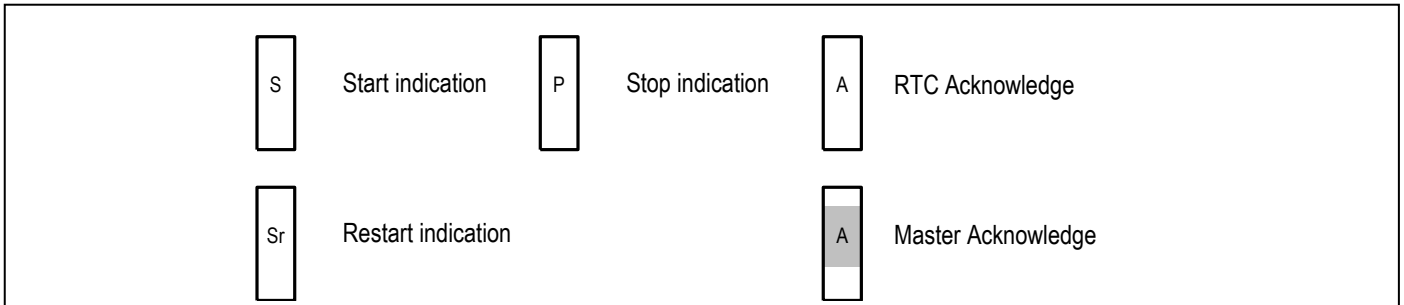 S Start indication P Stop indication A RTC Acknowledge
Sr Restart indication A Master Acknowledge